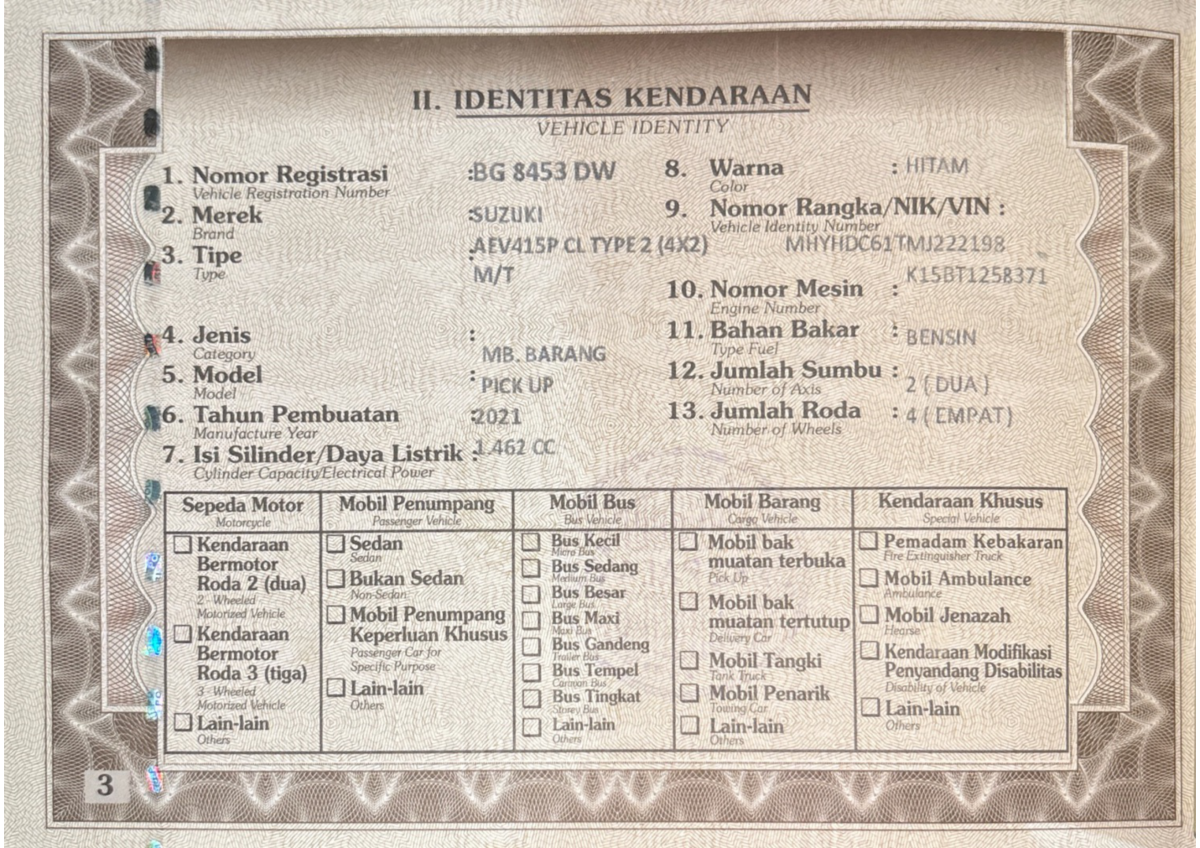 II. IDENTITAS KENDARAAN
VEHICLE IDENTITY
1. Nomor Registrasi :BG 8453 DW
Vehicle Registration Number
2. Merek :SUZUKI
Brand
3. Tipe :AEV415P CL TYPE 2 (4X2)
Type M/T
4. Jenis : MB. BARANG
Category
5. Model : PICK UP
Model
6. Tahun Pembuatan :2021
Manufacture Year
7. Isi Silinder/Daya Listrik :1.462 CC
Cylinder Capacity/Electrical Power
8. Warna : HITAM
Color
9. Nomor Rangka/NIK/VIN :
Vehicle Identity Number
MHYHDC61TMJ222198
10. Nomor Mesin : K15BT1258371
Engine Number
11. Bahan Bakar : BENSIN
Type Fuel
12. Jumlah Sumbu : 2 ( DUA )
Number of Axis
13. Jumlah Roda : 4 ( EMPAT)
Number of Wheels
Sepeda Motor
Motorcycle
Kendaraan
Bermotor
Roda 2 (dua)
2 - Wheeled
Motorized Vehicle
Kendaraan
Bermotor
Roda 3 (tiga)
3 - Wheeled
Motorized Vehicle
Lain-lain
Others
Mobil Penumpang
Passenger Vehicle
Sedan
Sedan
Bukan Sedan
Non-Sedan
Mobil Penumpang
Keperluan Khusus
Passenger Car for
Specific Purpose
Lain-lain
Others
Mobil Bus
Bus Vehicle
Bus Kecil
Micro Bus
Bus Sedang
Medium Bus
Bus Besar
Large Bus
Bus Maxi
Maxi Bus
Bus Gandeng
Trailer Bus
Bus Tempel
Caravan Bus
Bus Tingkat
Storey Bus
Lain-lain
Others
Mobil Barang
Cargo Vehicle
Mobil bak
muatan terbuka
Pick Up
Mobil bak
muatan tertutup
Delivery Car
Mobil Tangki
Tank Truck
Mobil Penarik
Towing Car
Lain-lain
Others
Kendaraan Khusus
Special Vehicle
Pemadam Kebakaran
Fire Extinguisher Truck
Mobil Ambulance
Ambulance
Mobil Jenazah
Hearse
Kendaraan Modifikasi
Penyandang Disabilitas
Disability of Vehicle
Lain-lain
Others
3